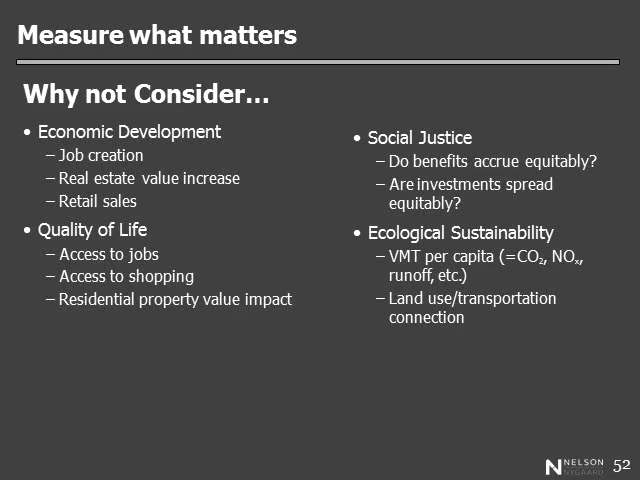 Measure what matters
Why not Consider...
• Economic Development
– Job creation
– Real estate value increase
– Retail sales
• Quality of Life
– Access to jobs
– Access to shopping
– Residential property value impact
• Social Justice
– Do benefits accrue equitably?
– Are investments spread
equitably?
• Ecological Sustainability
– VMT per capita (=CO₂, NOₓ,
runoff, etc.)
– Land use/transportation
connection
NELSON
NYGAARD
52